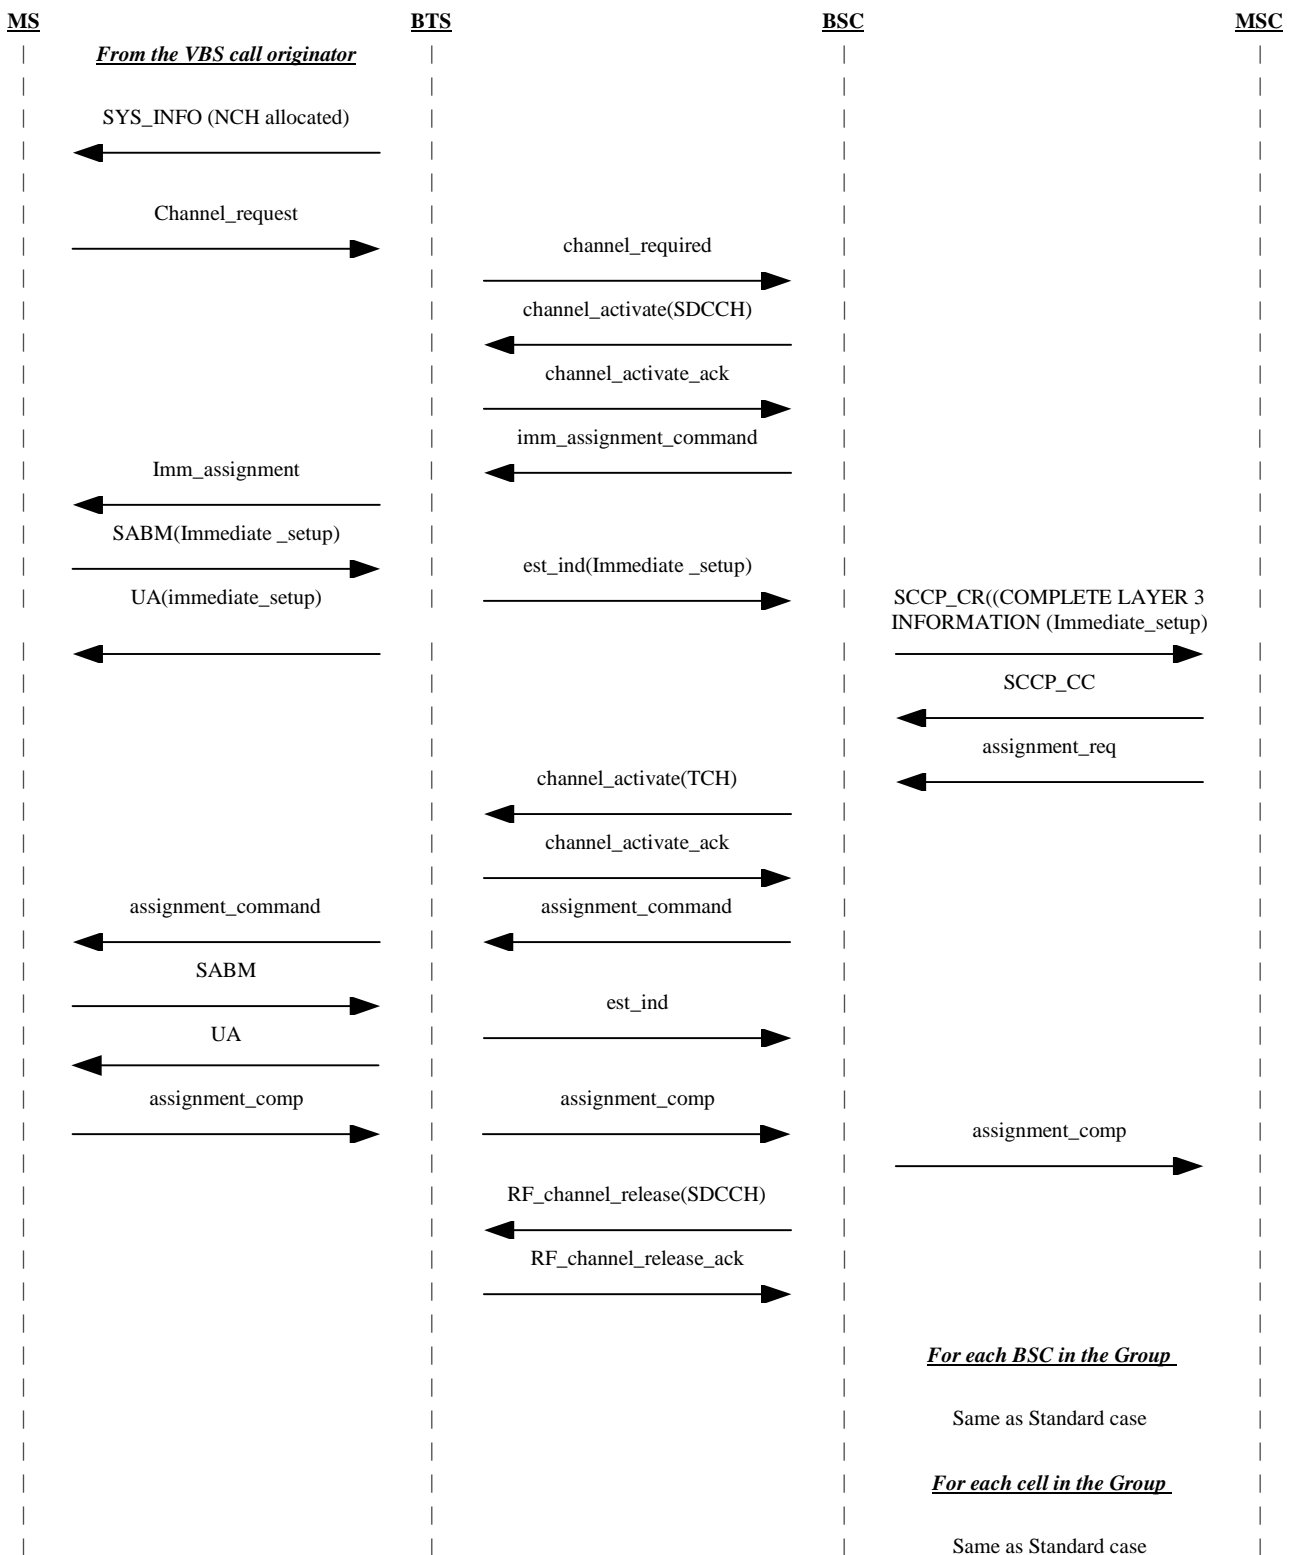 MS BTS BSC MSC
From the VBS call originator
SYS_INFO (NCH allocated)
Channel_request
channel_required
channel_activate(SDCCH)
channel_activate_ack
imm_assignment_command
Imm_assignment
SABM(Immediate _setup)
est_ind(Immediate _setup)
UA(immediate_setup)
SCCP_CR((COMPLETE LAYER 3
INFORMATION (Immediate_setup)
SCCP_CC
assignment_req
channel_activate(TCH)
channel_activate_ack
assignment_command assignment_command
SABM
est_ind
UA
assignment_comp assignment_comp
assignment_comp
RF_channel_release(SDCCH)
RF_channel_release_ack
For each BSC in the Group
Same as Standard case
For each cell in the Group
Same as Standard case